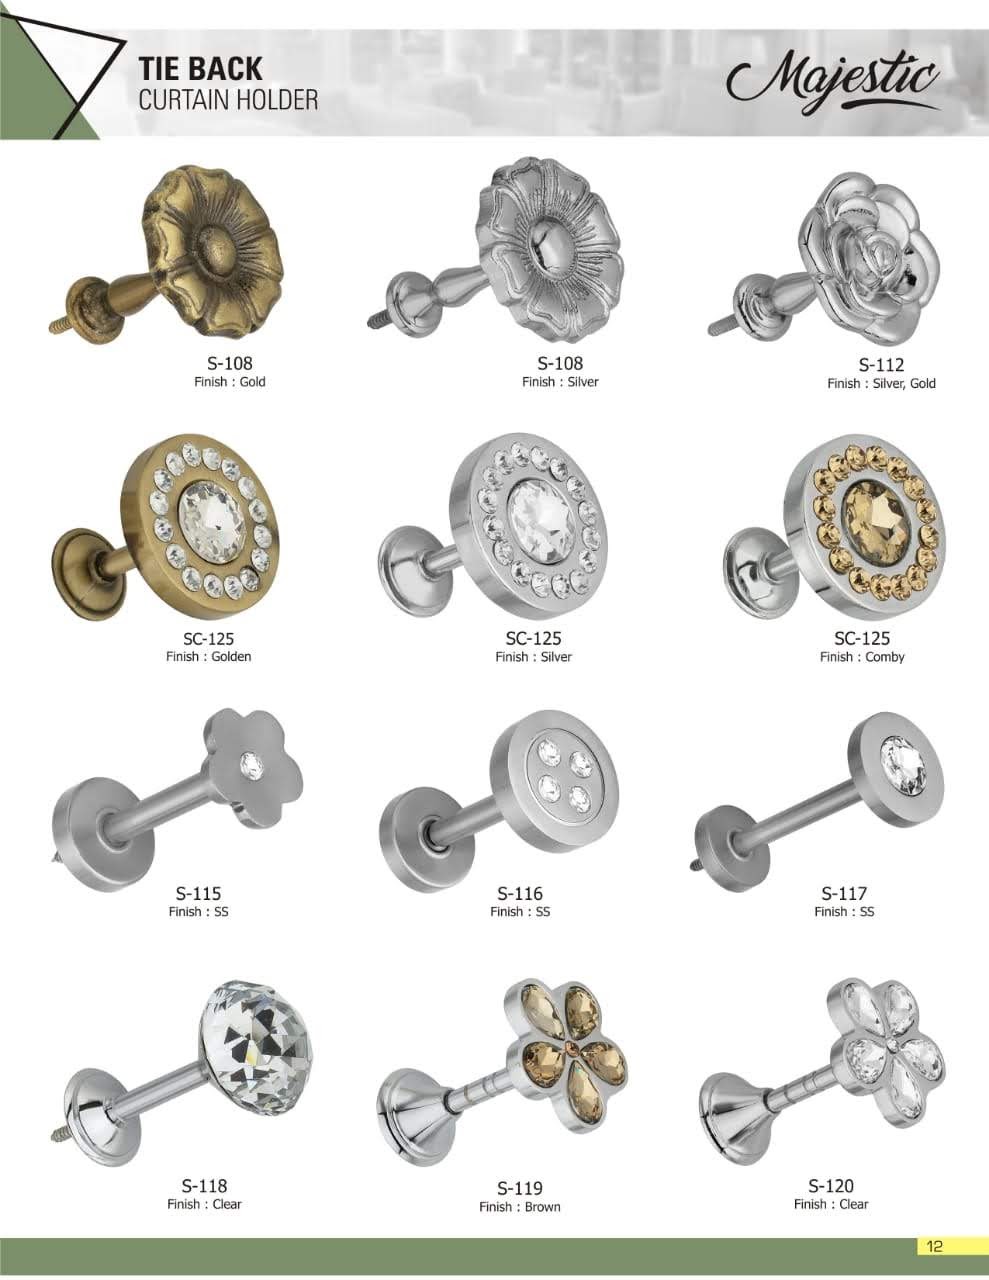 TIE BACK
CURTAIN HOLDER
Majestic
S-108
Finish : Gold
S-108
Finish : Silver
S-112
Finish : Silver, Gold
SC-125
Finish : Golden
SC-125
Finish : Silver
SC-125
Finish : Comby
S-115
Finish : SS
S-116
Finish : SS
S-117
Finish : SS
S-118
Finish : Clear
S-119
Finish : Brown
S-120
Finish : Clear
12